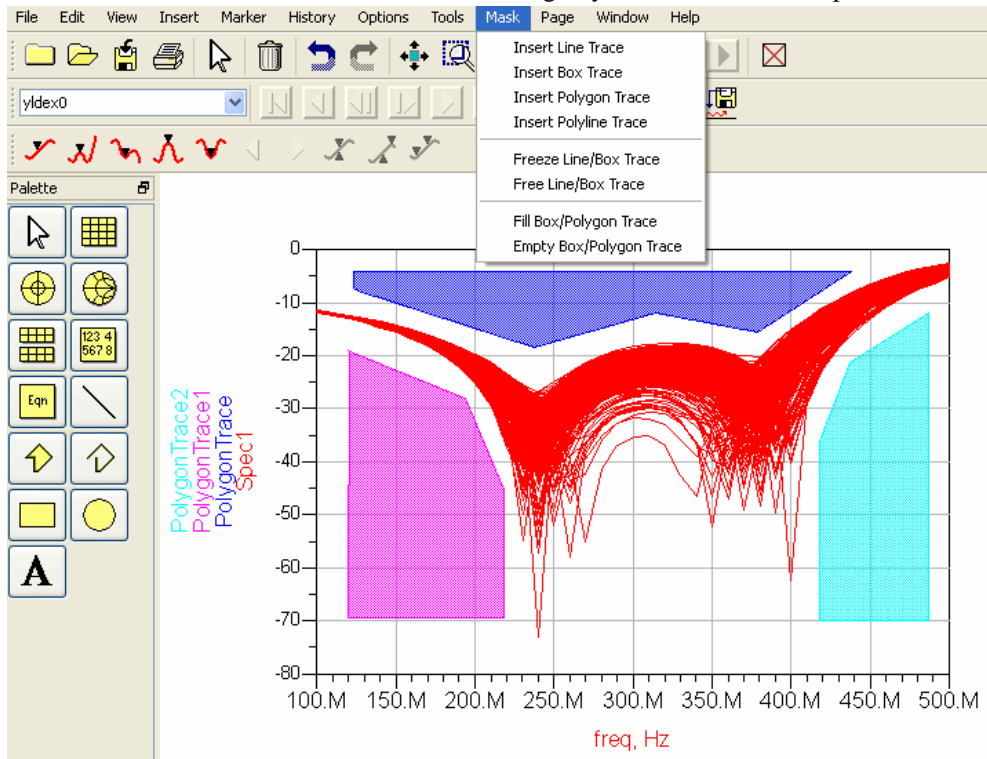 File Edit View Insert Marker History Options Tools Mask Page Window Help
Insert Line Trace
Insert Box Trace
Insert Polygon Trace
Insert Polyline Trace
Freeze Line/Box Trace
Free Line/Box Trace
Fill Box/Polygon Trace
Empty Box/Polygon Trace
yldex0
Palette
123 4
567 8
Eqn
A
PolygonTrace2
PolygonTrace1
PolygonTrace
Spec1
0
-10
-20
-30
-40
-50
-60
-70
-80
100.M 150.M 200.M 250.M 300.M 350.M 400.M 450.M 500.M
freq, Hz